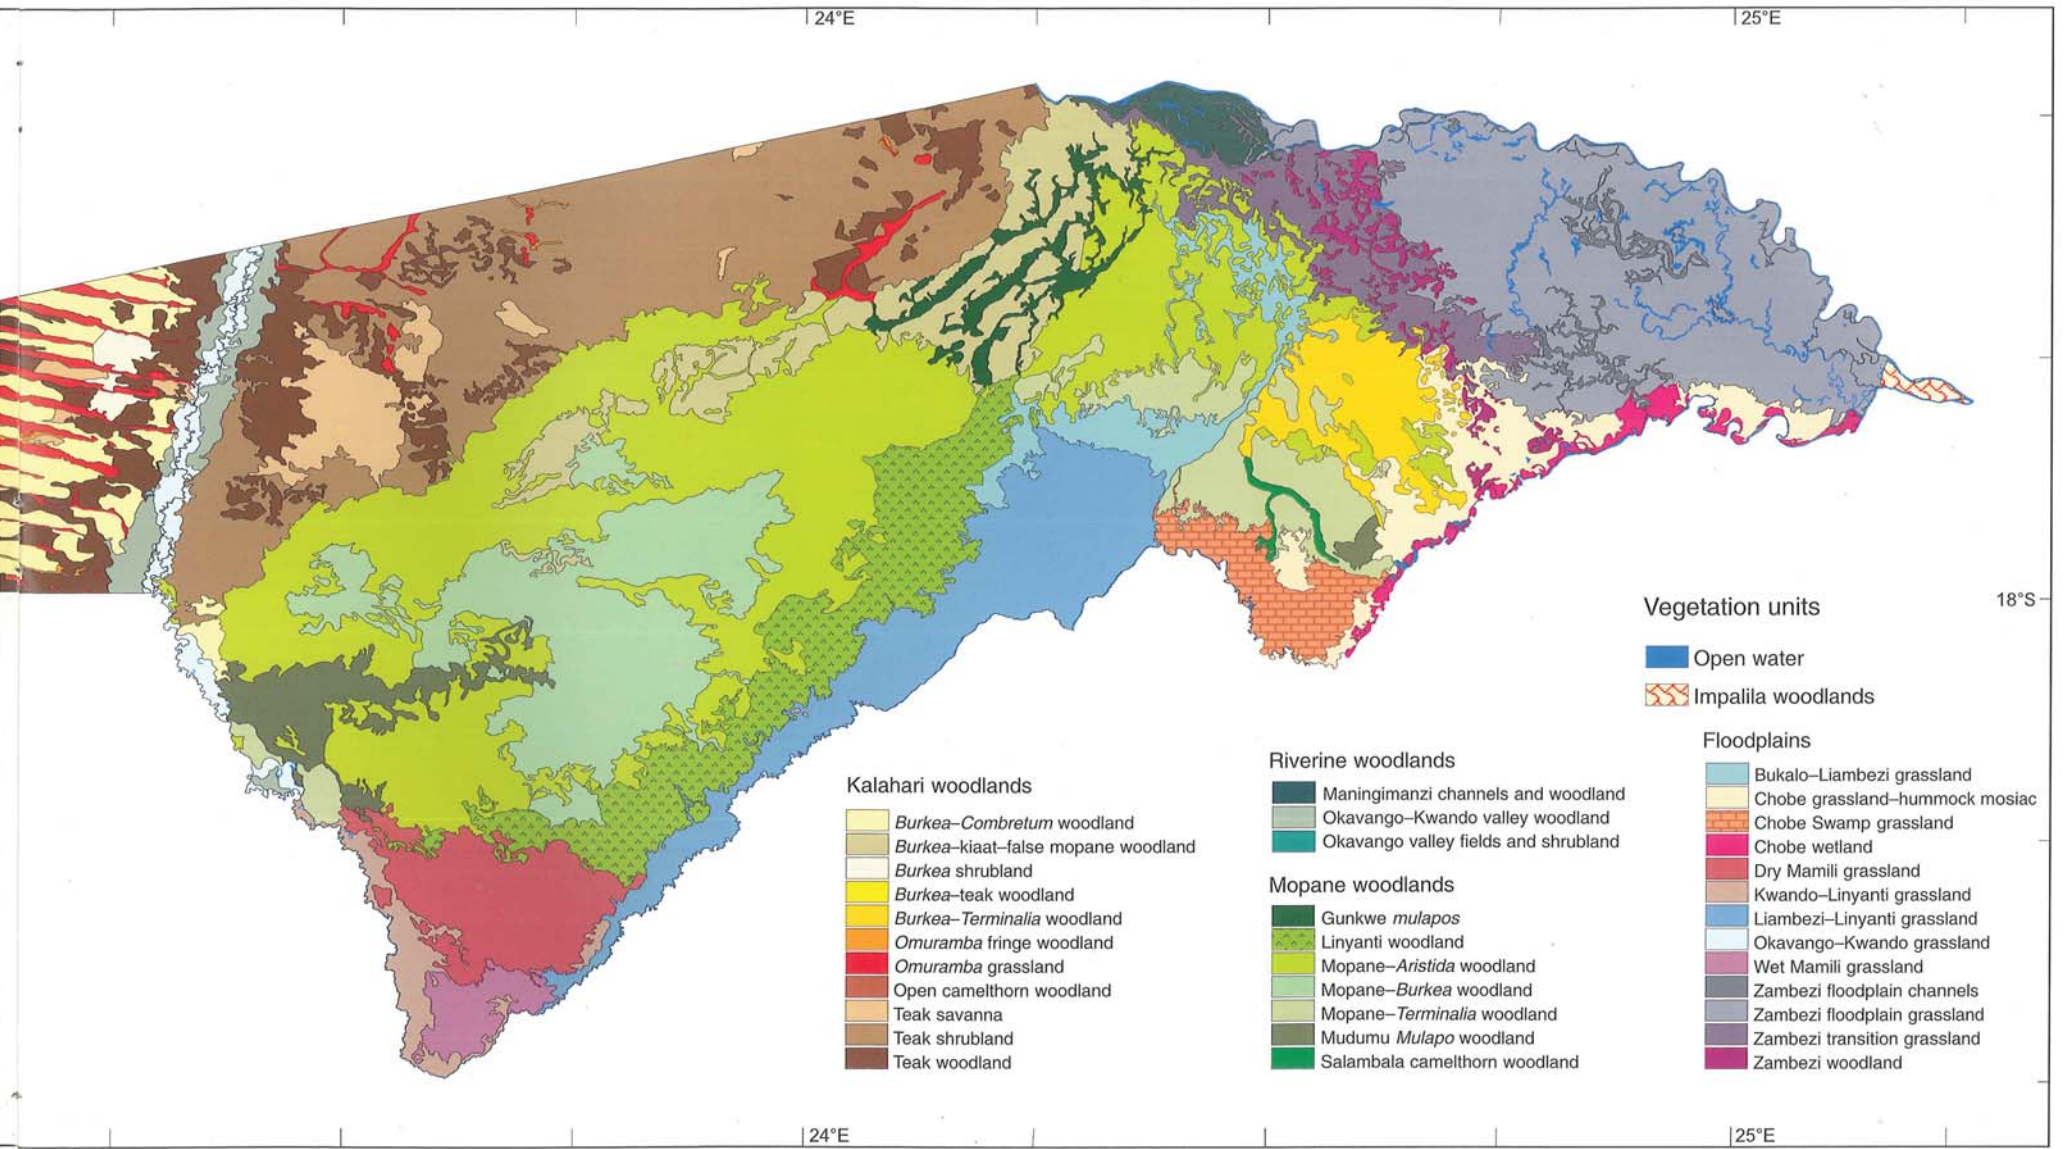 24°E
25°E
18°S
Vegetation units
Open water
Impalila woodlands
Kalahari woodlands
Burkea–Combretum woodland
Burkea–kiaat–false mopane woodland
Burkea shrubland
Burkea–teak woodland
Burkea–Terminalia woodland
Omuramba fringe woodland
Omuramba grassland
Open camelthorn woodland
Teak savanna
Teak shrubland
Teak woodland
Riverine woodlands
Maningimanzi channels and woodland
Okavango–Kwando valley woodland
Okavango valley fields and shrubland
Mopane woodlands
Gunkwe mulapos
Linyanti woodland
Mopane–Aristida woodland
Mopane–Burkea woodland
Mopane–Terminalia woodland
Mudumu Mulapo woodland
Salambala camelthorn woodland
Floodplains
Bukalo–Liambezi grassland
Chobe grassland–hummock mosiac
Chobe Swamp grassland
Chobe wetland
Dry Mamili grassland
Kwando–Linyanti grassland
Liambezi–Linyanti grassland
Okavango–Kwando grassland
Wet Mamili grassland
Zambezi floodplain channels
Zambezi floodplain grassland
Zambezi transition grassland
Zambezi woodland
24°E
25°E